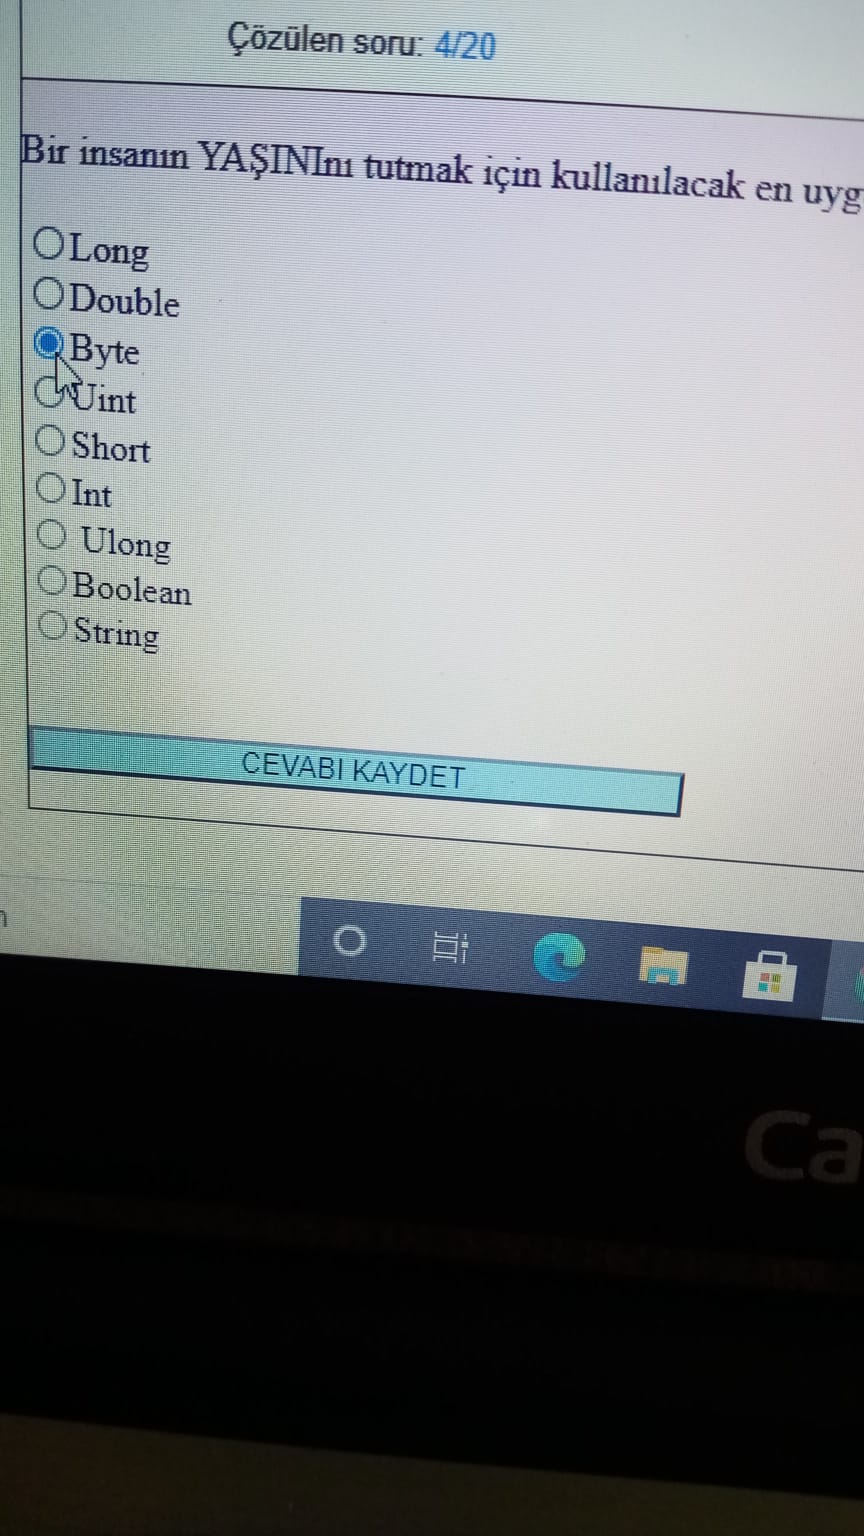 Çözülen soru: 4/20
Bir insanın YAŞINInı tutmak için kullanılacak en uyg
Long
Double
Byte
Uint
Short
Int
Ulong
Boolean
String
CEVABI KAYDET
Ca